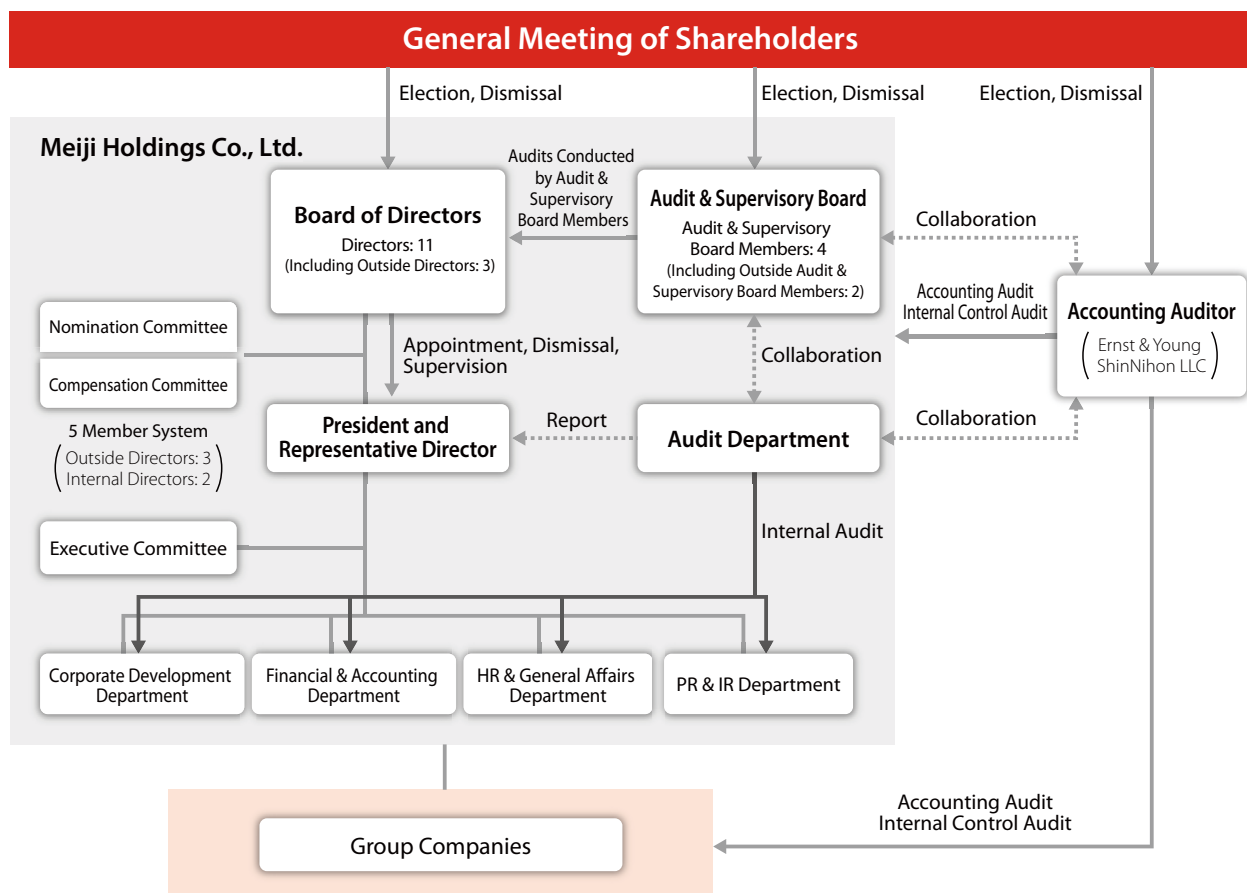 General Meeting of Shareholders
Election, Dismissal
Election, Dismissal
Election, Dismissal
Meiji Holdings Co., Ltd.
Board of Directors
Directors: 11
(Including Outside Directors: 3)
Audits Conducted
by Audit &
Supervisory
Board Members
Audit & Supervisory Board
Audit & Supervisory
Board Members: 4
(Including Outside Audit &
Supervisory Board Members: 2)
Collaboration
Accounting Audit
Internal Control Audit
Accounting Auditor
(Ernst & Young
ShinNihon LLC)
Nomination Committee
Compensation Committee
5 Member System
(Outside Directors: 3
Internal Directors: 2)
Appointment, Dismissal,
Supervision
Collaboration
President and
Representative Director
Report
Audit Department
Collaboration
Executive Committee
Internal Audit
Corporate Development
Department
Financial & Accounting
Department
HR & General Affairs
Department
PR & IR Department
Group Companies
Accounting Audit
Internal Control Audit